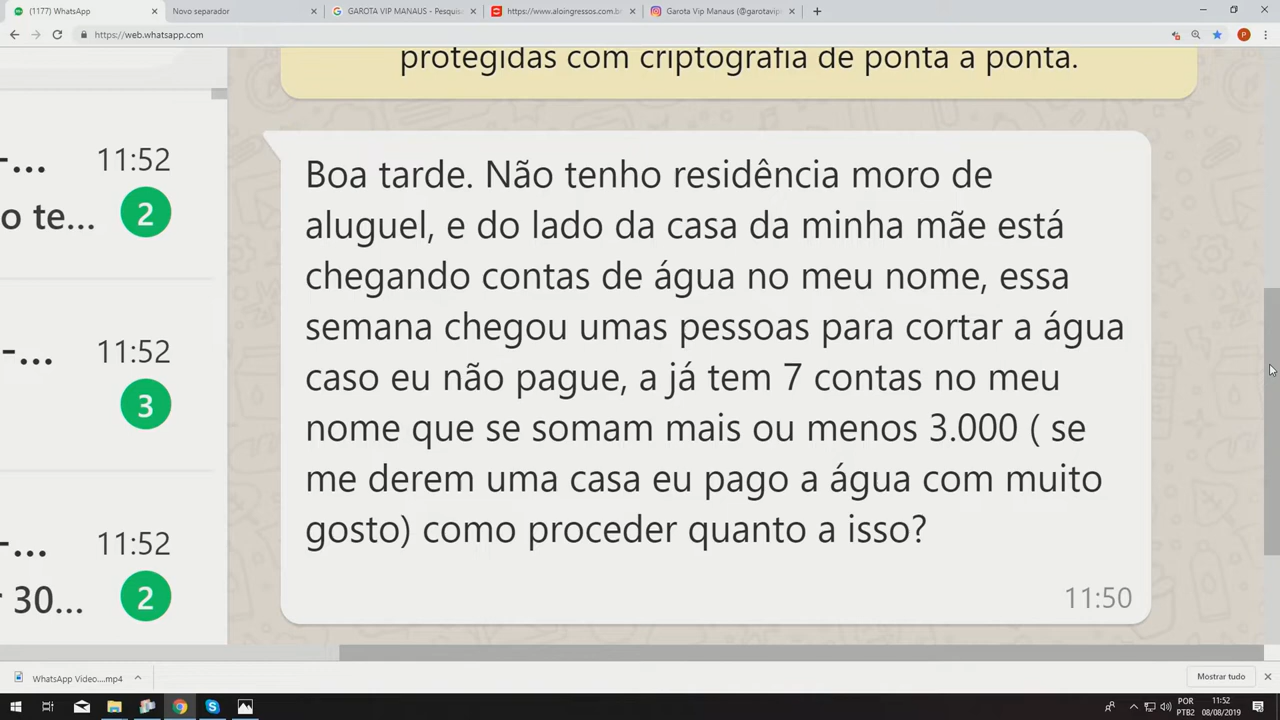 (1177) WhatsApp
Novo separador
GAROTA VIP MANAUS - Pesquis
https://www.aloingressos.com.b
Garota Vip Manaus (@garotavip
https://web.whatsapp.com
P
protegidas com criptografia de ponta a ponta.
-... 11:52
o te... 2
-... 11:52
3
-... 11:52
r 30... 2
Boa tarde. Não tenho residência moro de
aluguel, e do lado da casa da minha mãe está
chegando contas de água no meu nome, essa
semana chegou umas pessoas para cortar a água
caso eu não pague, a já tem 7 contas no meu
nome que se somam mais ou menos 3.000 ( se
me derem uma casa eu pago a água com muito
gosto) como proceder quanto a isso?
11:50
WhatsApp Video....mp4
Mostrar tudo
POR
PTB2
11:52
08/08/2019